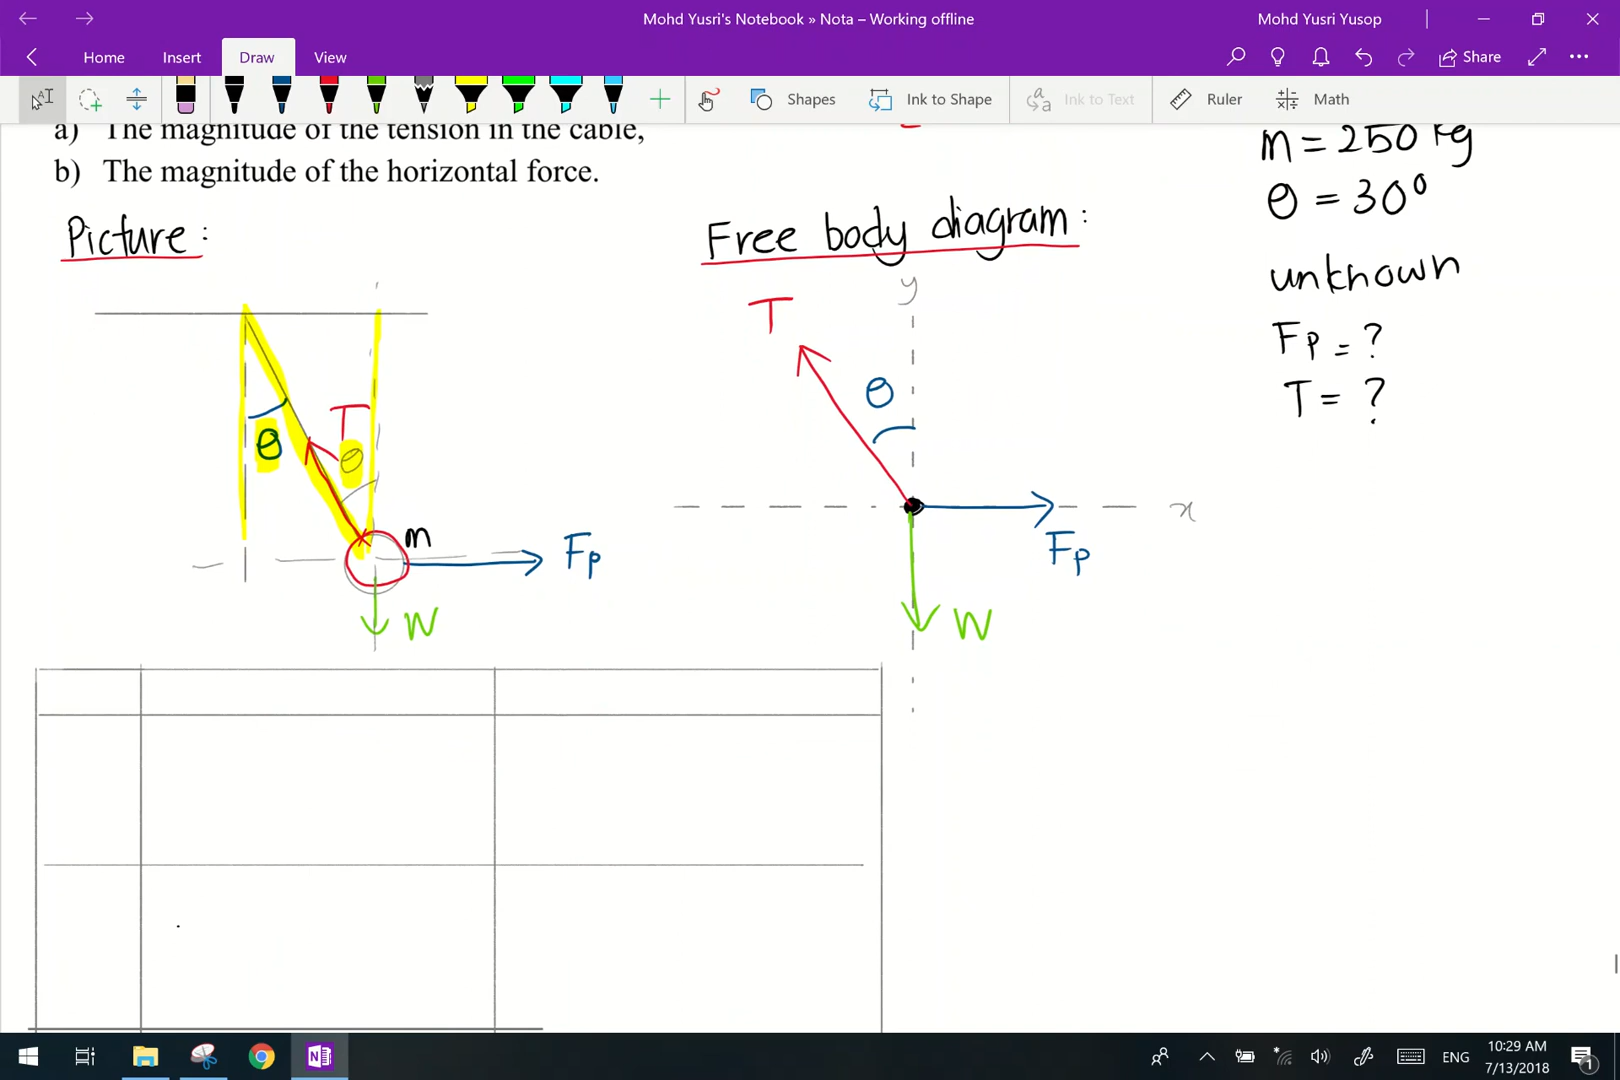 Mohd Yusri's Notebook » Nota – Working offline
Mohd Yusri Yusop
Home Insert Draw View
Share
Shapes
Ink to Shape
Ink to Text
Ruler
Math
a) The magnitude of the tension in the cable,
b) The magnitude of the horizontal force.
Picture:
T
θ
θ
m
Fp
W
Free body diagram:
y
T
θ
x
Fp
W
m = 250 kg
θ = 30°
unknown
Fp = ?
T = ?
ENG
10:29 AM
7/13/2018
1